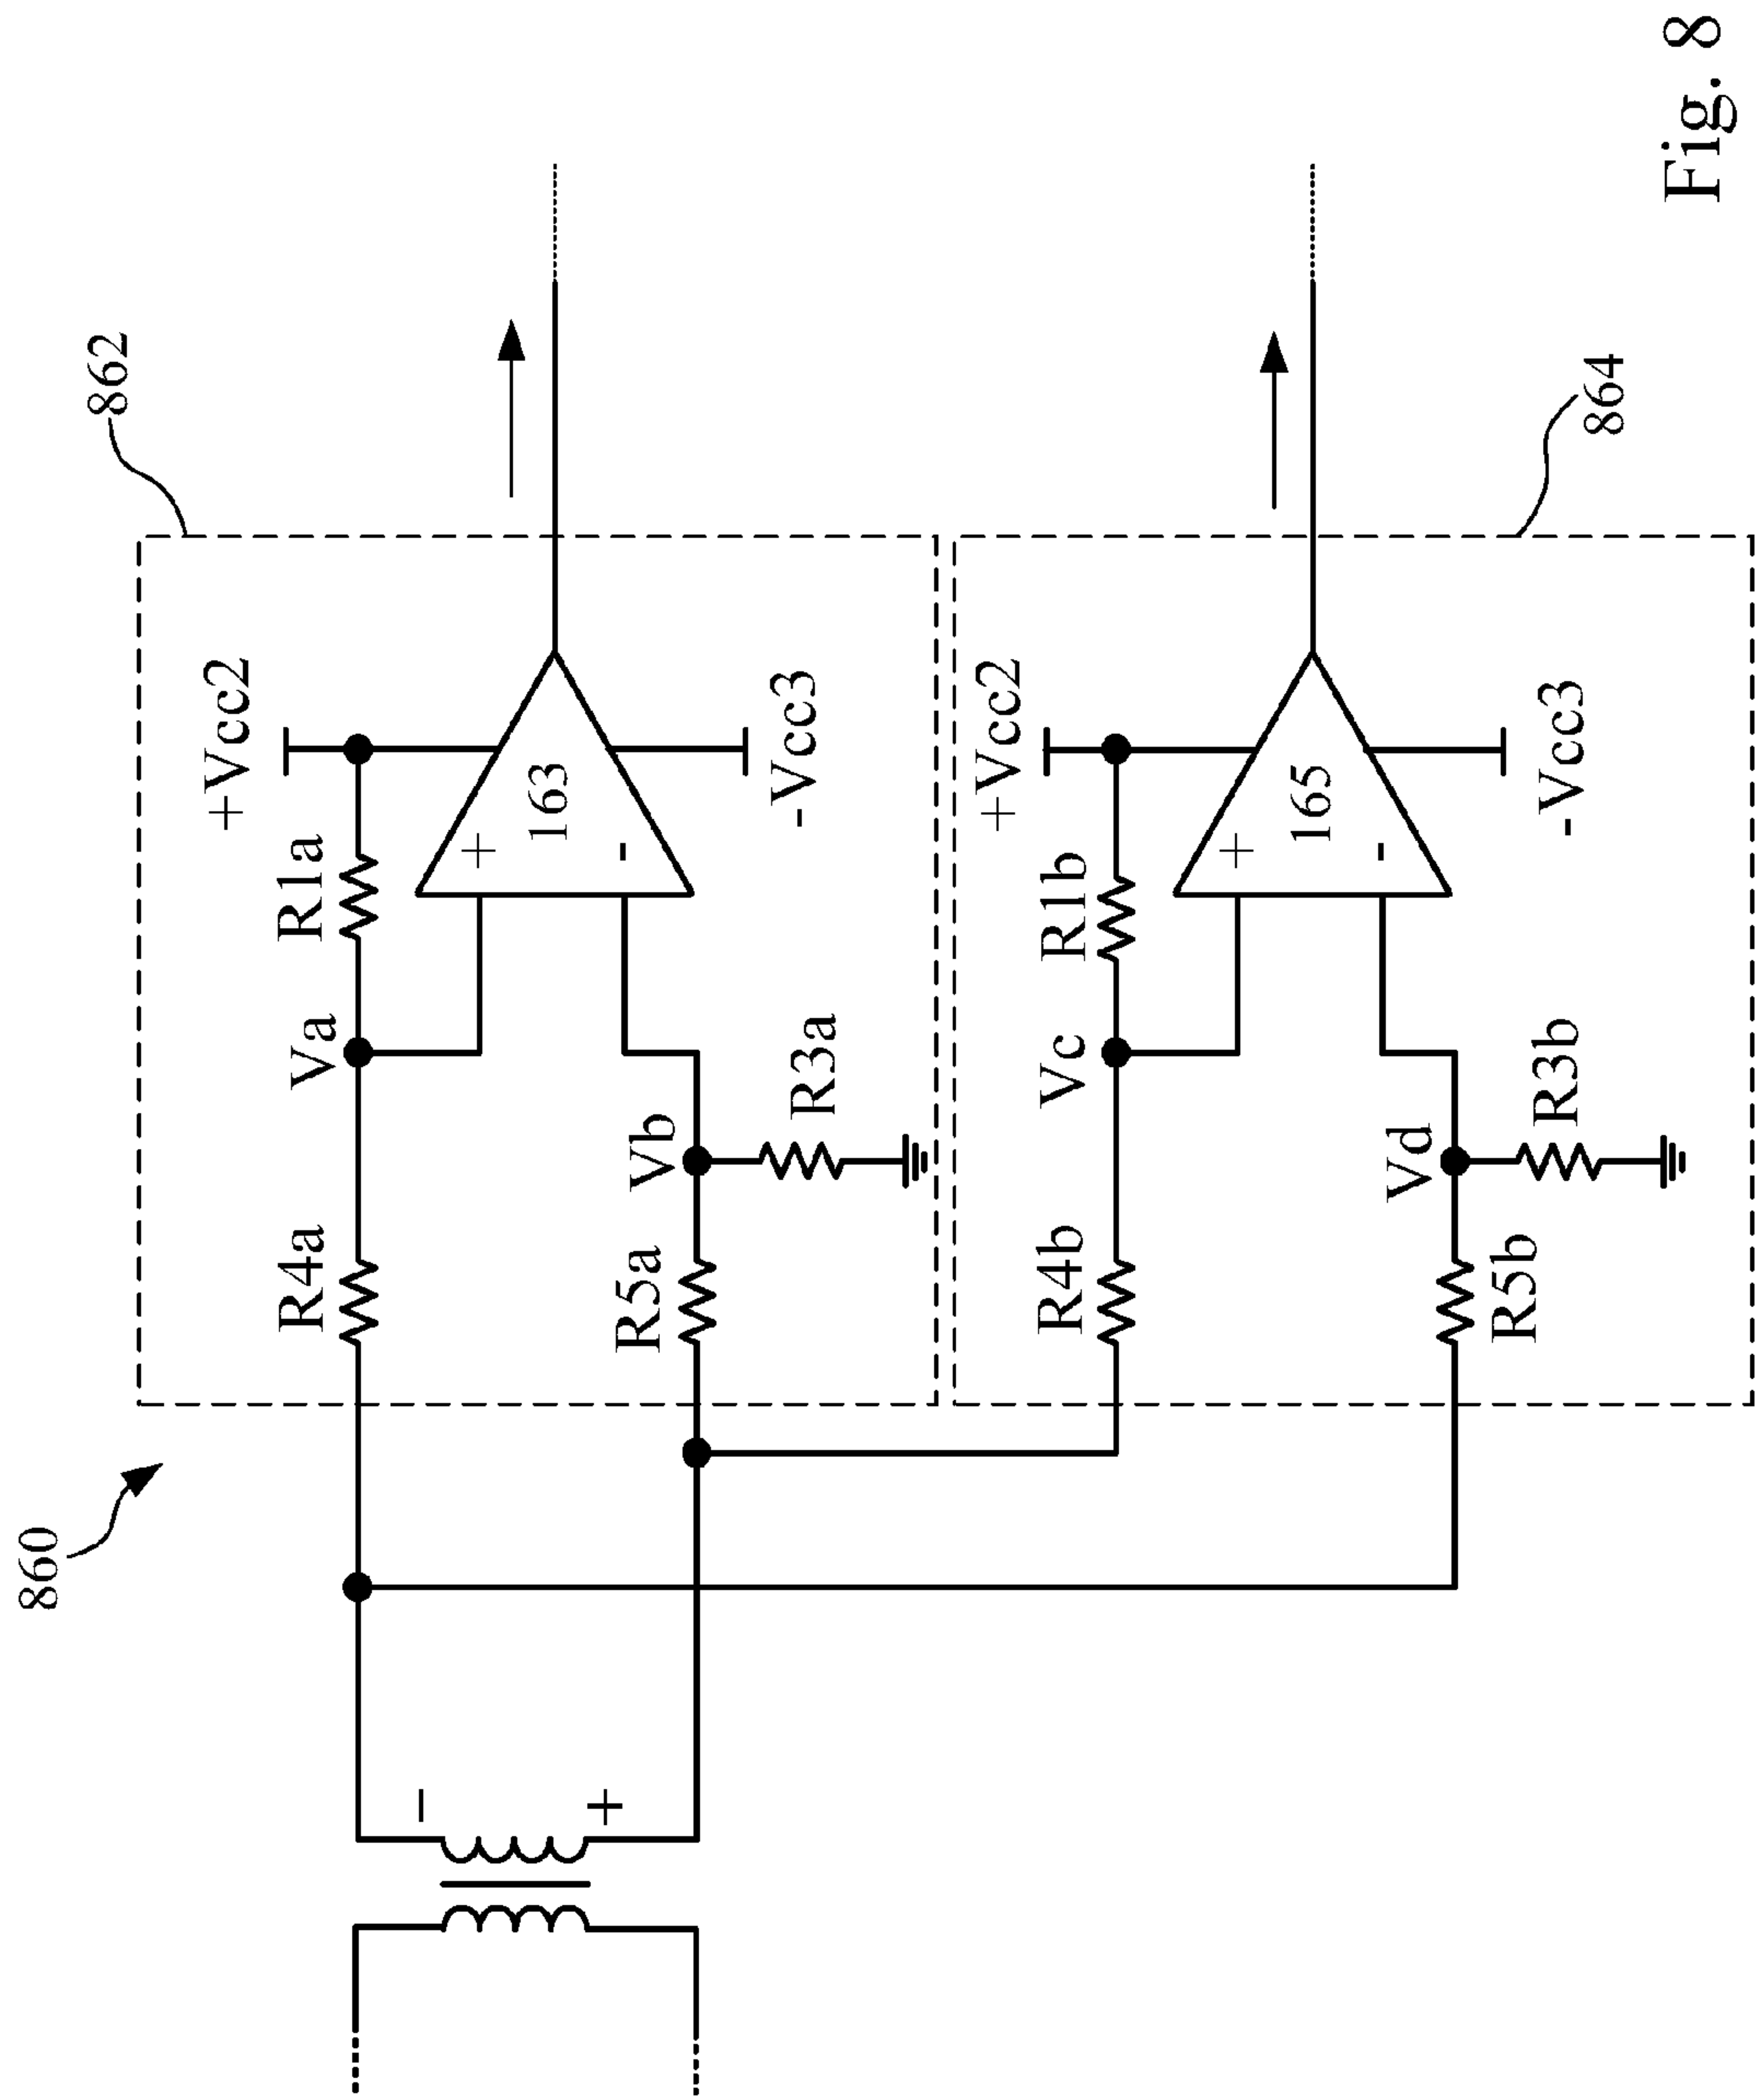 860
862
+Vcc2
R4a
Va
R1a
+
163
-
R5a
Vb
R3a
-Vcc3
-
+
+Vcc2
R4b
Vc
R1b
+
165
-
Vd
R5b
R3b
-Vcc3
864
Fig. 8